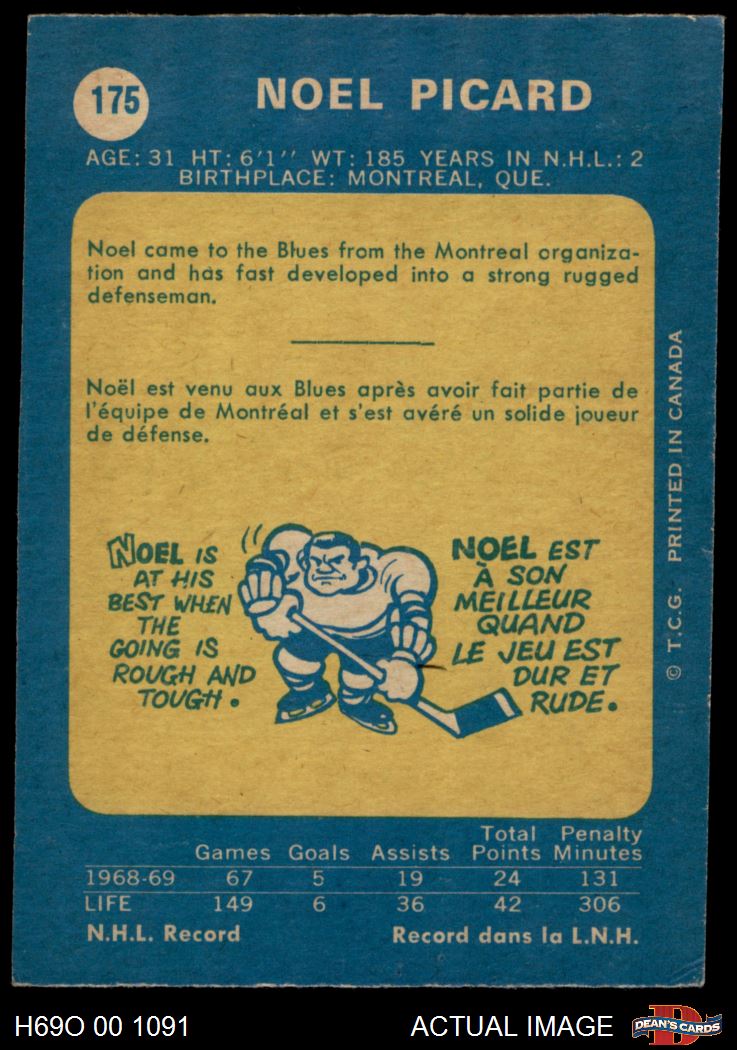 175
NOEL PICARD
AGE: 31 HT: 6'1'' WT: 185 YEARS IN N.H.L.: 2
BIRTHPLACE: MONTREAL, QUE.
Noel came to the Blues from the Montreal organiza-
tion and has fast developed into a strong rugged
defenseman.
Noël est venu aux Blues après avoir fait partie de
l'équipe de Montréal et s'est avéré un solide joueur
de défense.
NOEL IS
AT HIS
BEST WHEN
THE
GOING IS
ROUGH AND
TOUGH.
NOEL EST
À SON
MEILLEUR
QUAND
LE JEU EST
DUR ET
RUDE.
© T.C.G. PRINTED IN CANADA
Games Goals Assists Total Points Penalty Minutes
1968-69 67 5 19 24 131
LIFE 149 6 36 42 306
N.H.L. Record Record dans la L.N.H.
H69O 00 1091 ACTUAL IMAGE DEAN'S CARDS